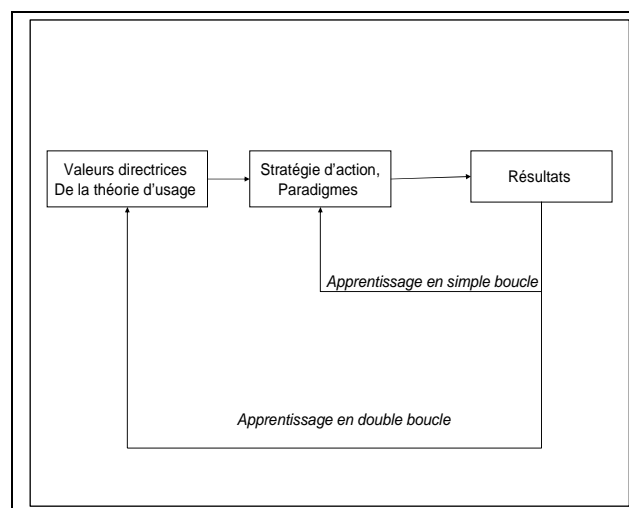 Valeurs directrices
De la théorie d'usage
Stratégie d'action,
Paradigmes
Résultats
Apprentissage en simple boucle
Apprentissage en double boucle